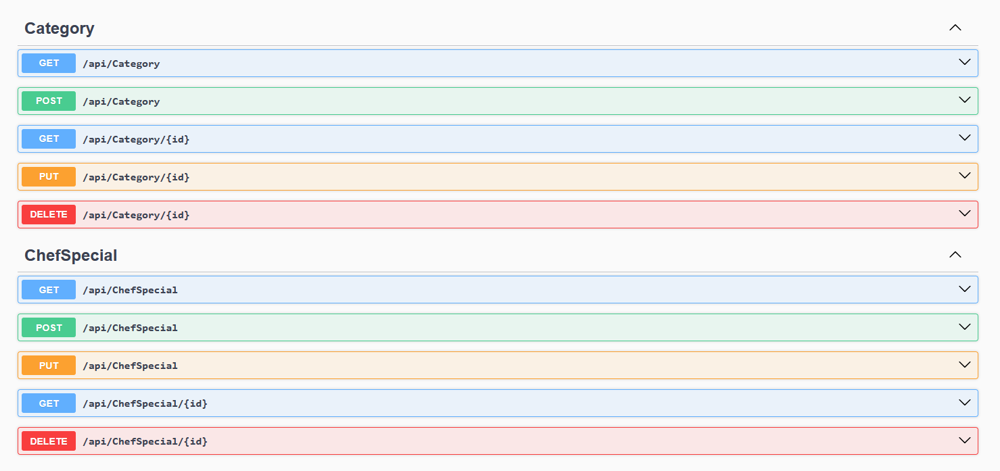 Category
GET /api/Category
POST /api/Category
GET /api/Category/{id}
PUT /api/Category/{id}
DELETE /api/Category/{id}
ChefSpecial
GET /api/ChefSpecial
POST /api/ChefSpecial
PUT /api/ChefSpecial
GET /api/ChefSpecial/{id}
DELETE /api/ChefSpecial/{id}